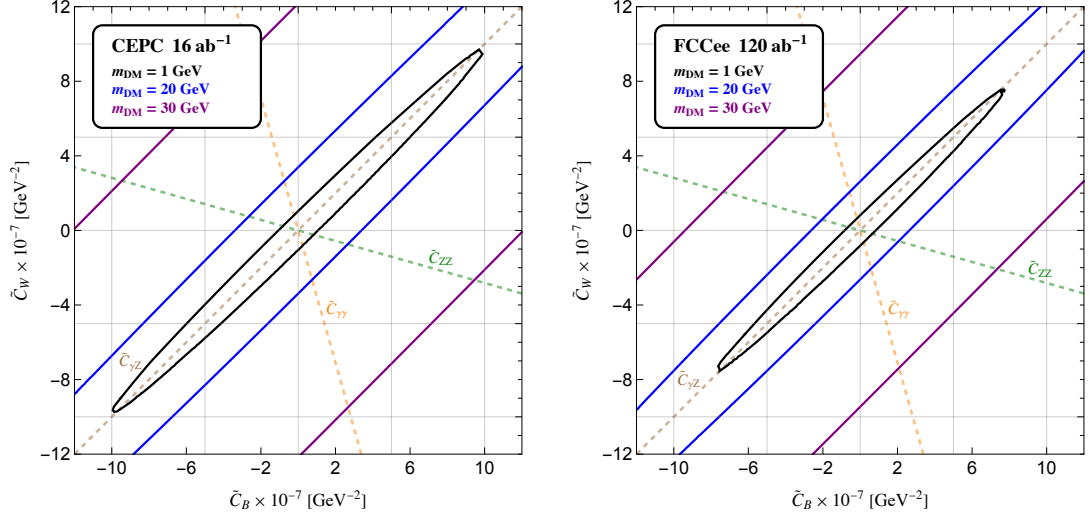 CEPC 16 ab⁻¹
m_DM = 1 GeV
m_DM = 20 GeV
m_DM = 30 GeV
12
8
4
0
−4
−8
−12
C̃_W × 10⁻⁷ [GeV⁻²]
C̃_ZZ
C̃_γγ
C̃_γZ
−10 −6 −2 2 6 10
C̃_B × 10⁻⁷ [GeV⁻²]
FCCee 120 ab⁻¹
m_DM = 1 GeV
m_DM = 20 GeV
m_DM = 30 GeV
12
8
4
0
−4
−8
−12
C̃_W × 10⁻⁷ [GeV⁻²]
C̃_ZZ
C̃_γγ
C̃_γZ
−10 −6 −2 2 6 10
C̃_B × 10⁻⁷ [GeV⁻²]